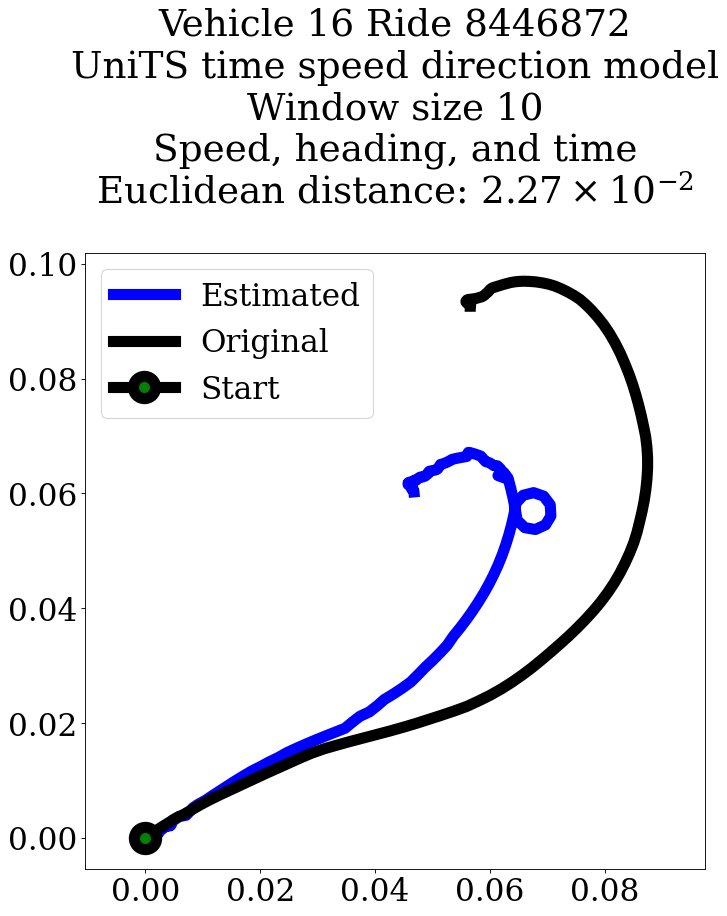 Vehicle 16 Ride 8446872
UniTS time speed direction model
Window size 10
Speed, heading, and time
Euclidean distance: 2.27 × 10⁻²
0.10
0.08
0.06
0.04
0.02
0.00
Estimated
Original
Start
0.00 0.02 0.04 0.06 0.08